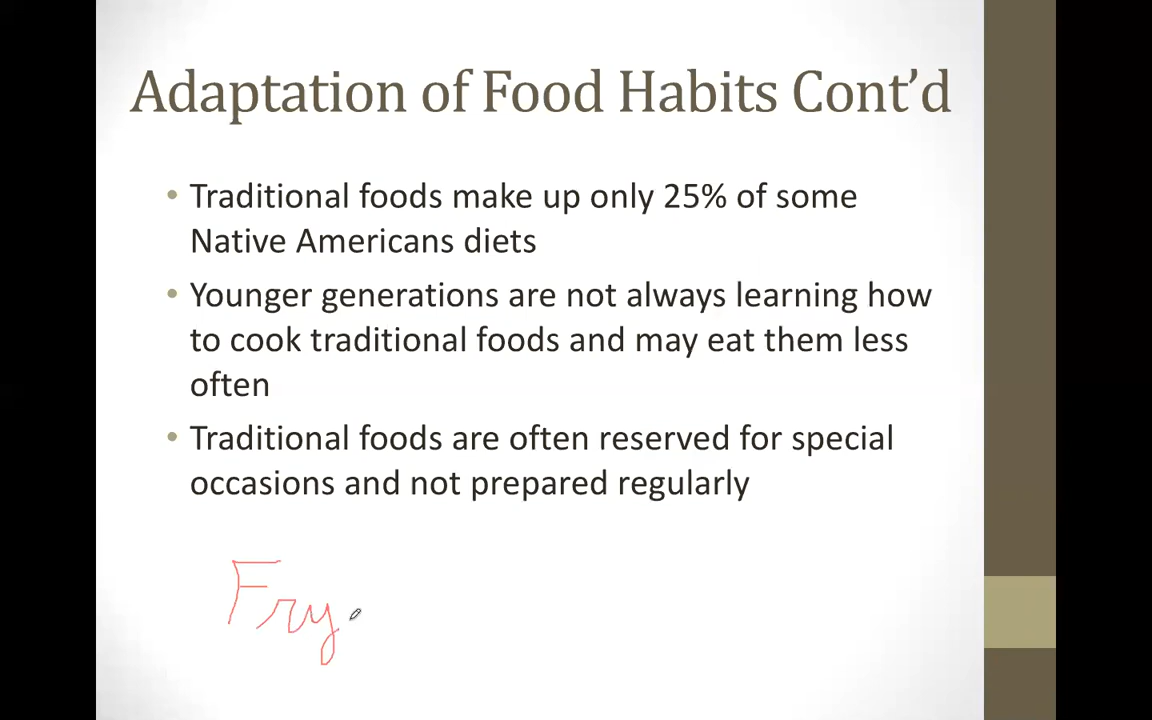 Adaptation of Food Habits Cont’d
• Traditional foods make up only 25% of some
Native Americans diets
• Younger generations are not always learning how
to cook traditional foods and may eat them less
often
• Traditional foods are often reserved for special
occasions and not prepared regularly
Fry